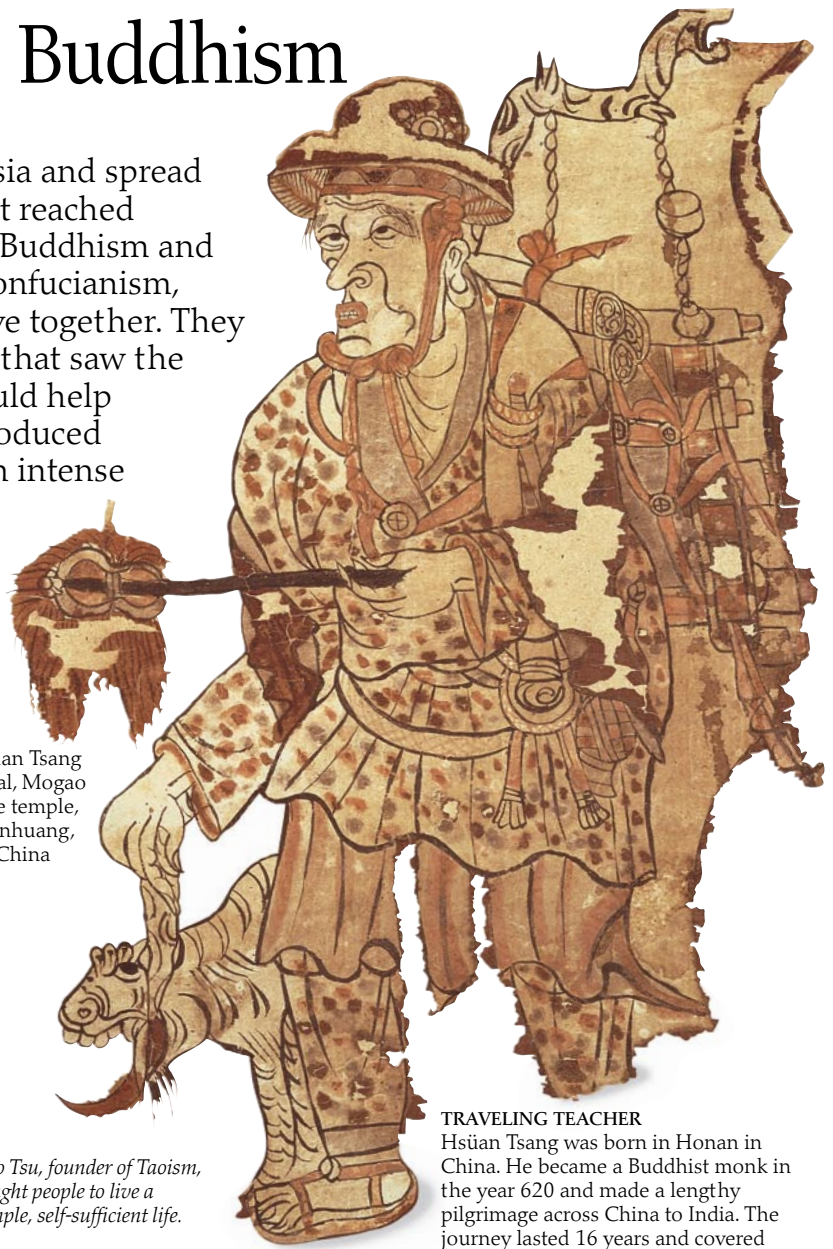 Buddhism
sia and spread
t reached
Buddhism and
onfucianism,
ve together. They
that saw the
uld help
oduced
n intense
an Tsang
al, Mogao
e temple,
nhuang,
China
o Tsu, founder of Taoism,
ght people to live a
ple, self-sufficient life.
TRAVELING TEACHER
Hsüan Tsang was born in Honan in
China. He became a Buddhist monk in
the year 620 and made a lengthy
pilgrimage across China to India. The
journey lasted 16 years and covered